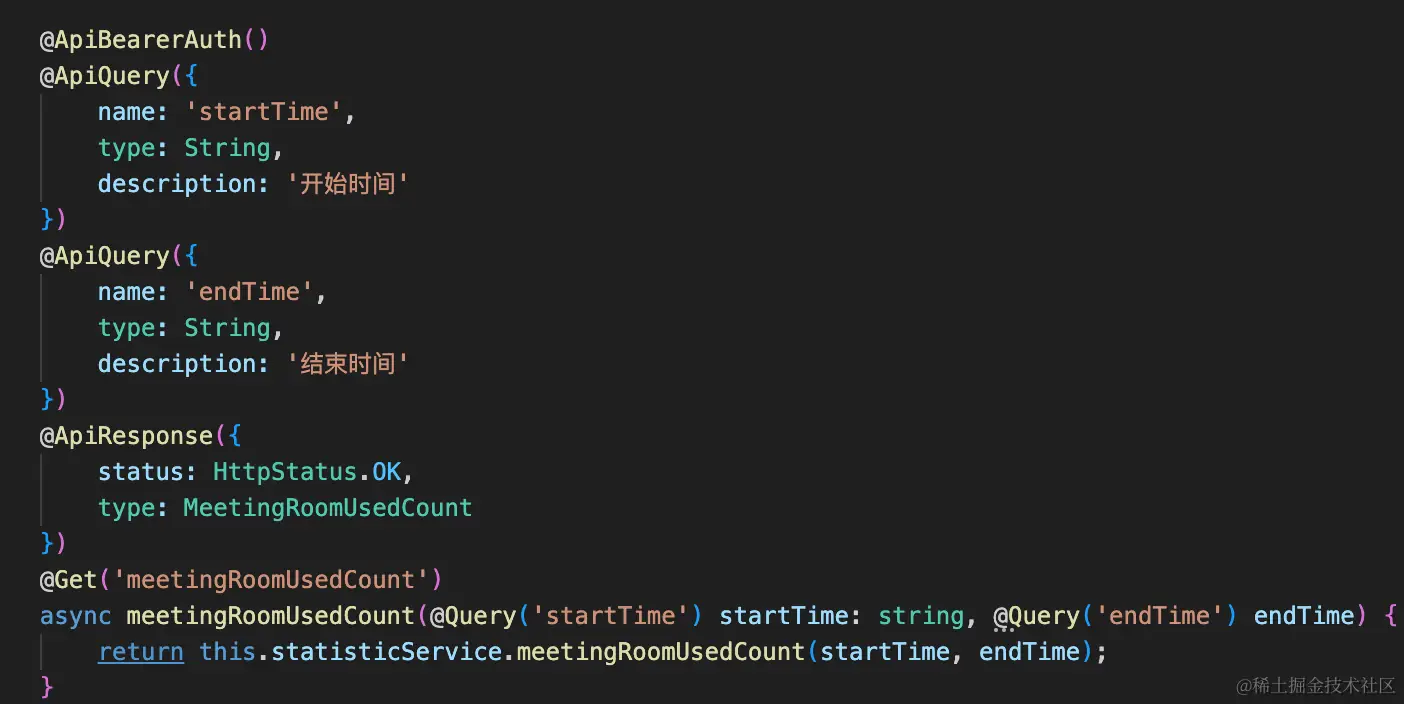 @ApiBearerAuth()
@ApiQuery({
    name: 'startTime',
    type: String,
    description: '开始时间'
})
@ApiQuery({
    name: 'endTime',
    type: String,
    description: '结束时间'
})
@ApiResponse({
    status: HttpStatus.OK,
    type: MeetingRoomUsedCount
})
@Get('meetingRoomUsedCount')
async meetingRoomUsedCount(@Query('startTime') startTime: string, @Query('endTime') endTime) {
    return this.statisticService.meetingRoomUsedCount(startTime, endTime);
}
@稀土掘金技术社区